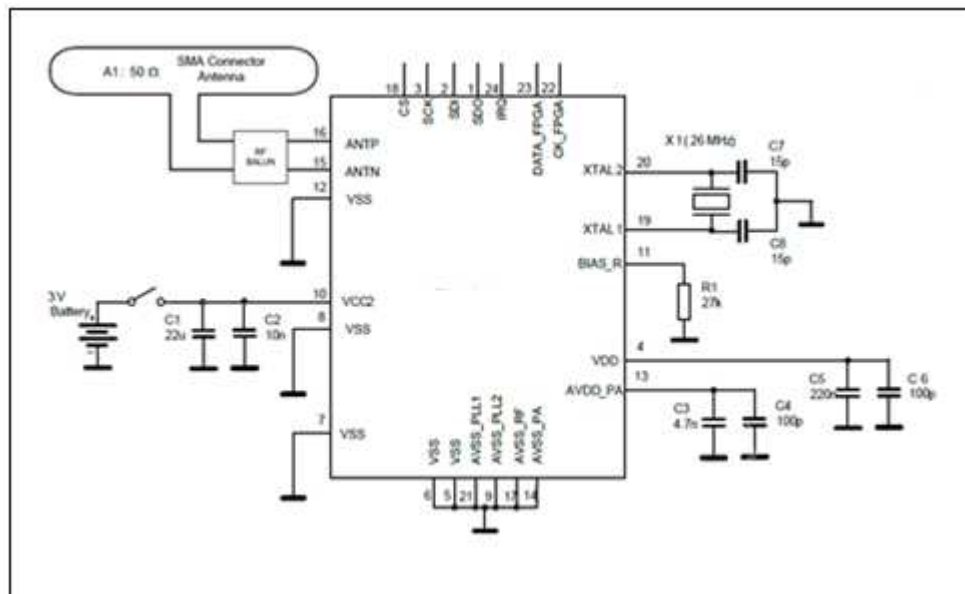 SMA Connector
A1: 50 Ω
Antenna
RF
BALUN
16
ANTP
15
ANTN
12
VSS
18
CS
3
SCK
2
SDI
1
SDO
24
IRQ
23
DATA_FPGA
22
CK_FPGA
X1(26 MHz)
C7
15p
20
XTAL2
19
XTAL1
C8
15p
11
BIAS_R
R1
27k
3V
Battery
+
-
C1
22u
C2
10n
10
VCC2
8
VSS
7
VSS
4
VDD
13
AVDD_PA
C3
4.7n
C4
100p
C5
220n
C 6
100p
VSS
VSS
AVSS_PLL1
AVSS_PLL2
AVSS_RF
AVSS_PA
6
5
21
9
17
14